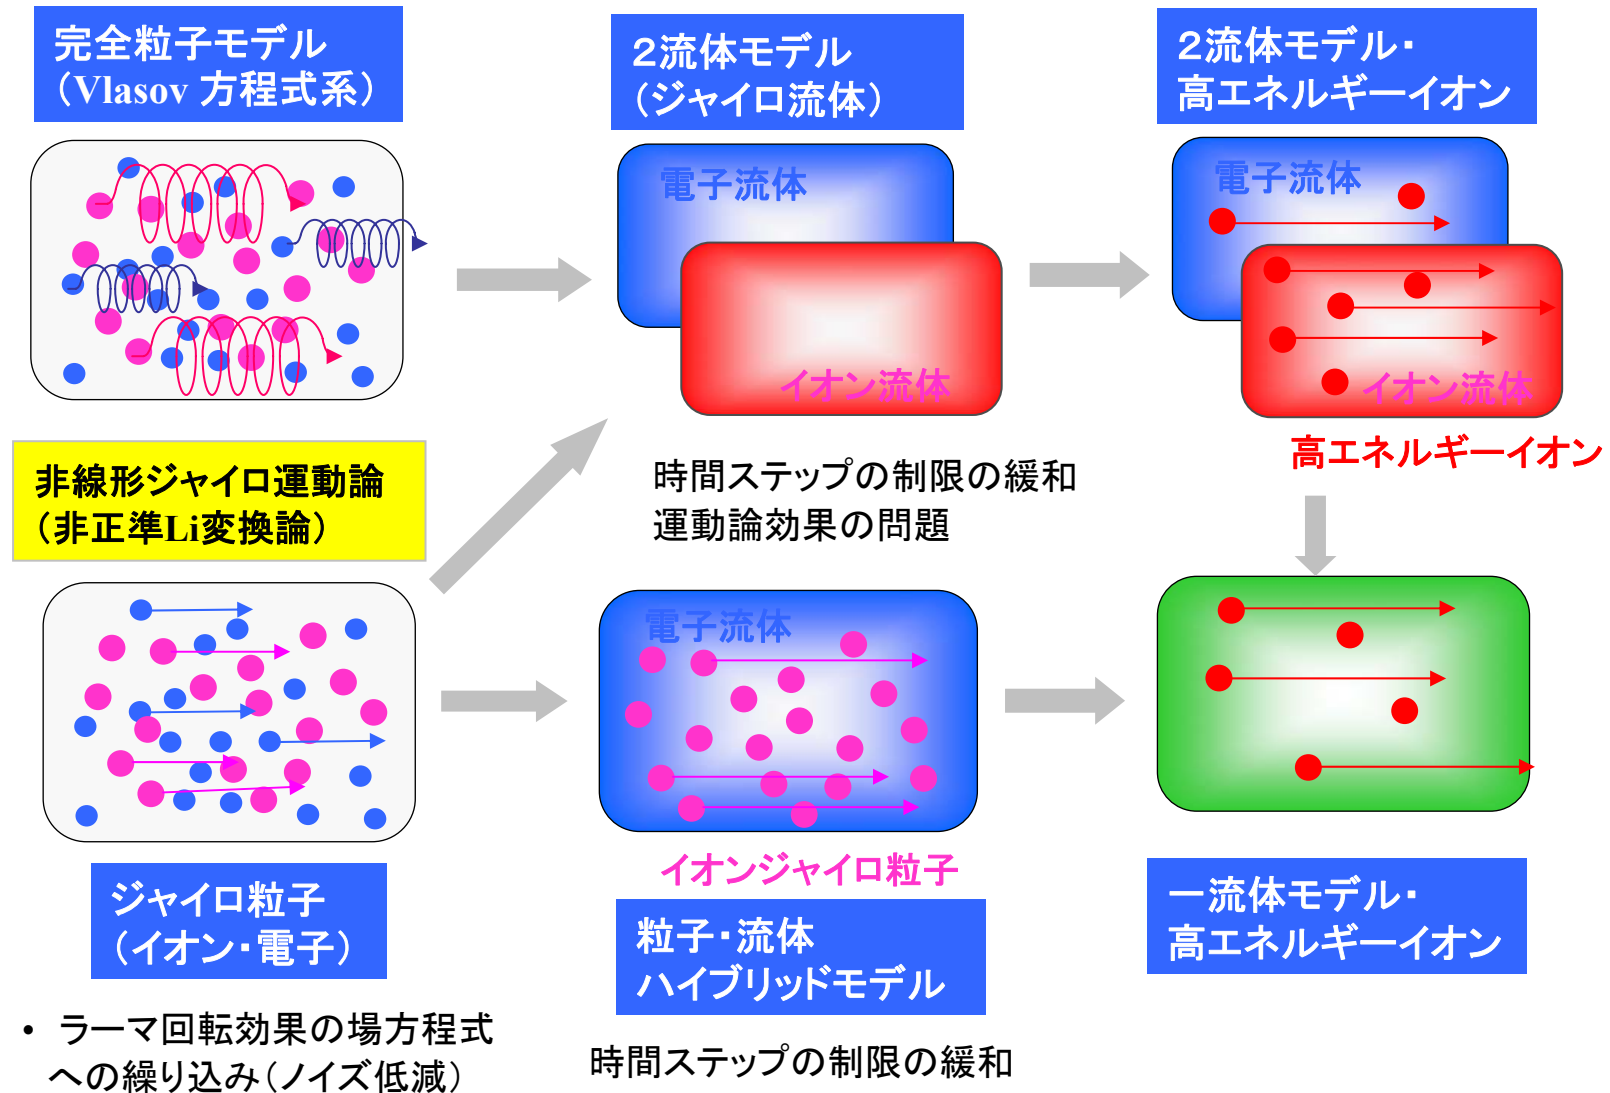 完全粒子モデル
（Vlasov 方程式系）
２流体モデル
（ジャイロ流体）
２流体モデル・
高エネルギーイオン
電子流体
イオン流体
電子流体
イオン流体
高エネルギーイオン
時間ステップの制限の緩和
運動論効果の問題
非線形ジャイロ運動論
（非正準Li変換論）
電子流体
イオンジャイロ粒子
ジャイロ粒子
（イオン・電子）
粒子・流体
ハイブリッドモデル
一流体モデル・
高エネルギーイオン
• ラーマ回転効果の場方程式
への繰り込み（ノイズ低減）
時間ステップの制限の緩和